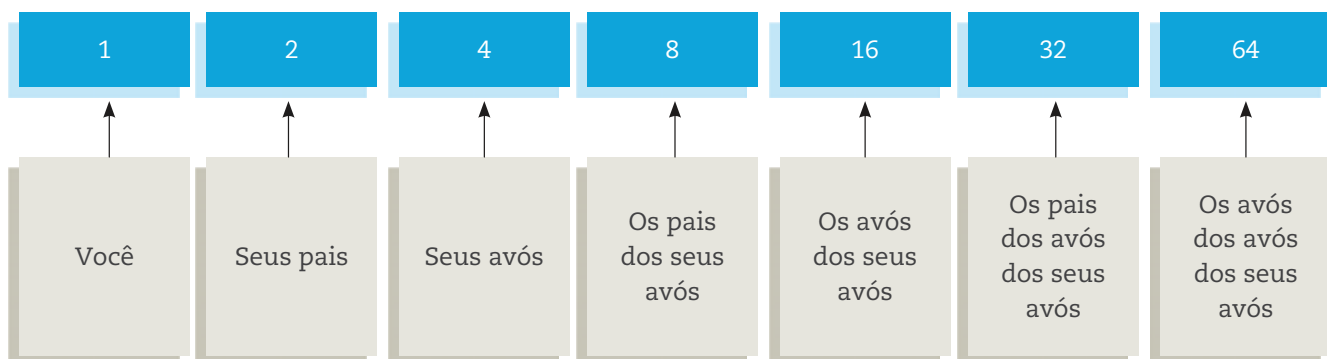 1
2
4
8
16
32
64
Você
Seus pais
Seus avós
Os pais
dos seus
avós
Os avós
dos seus
avós
Os pais
dos avós
dos seus
avós
Os avós
dos avós
dos seus
avós